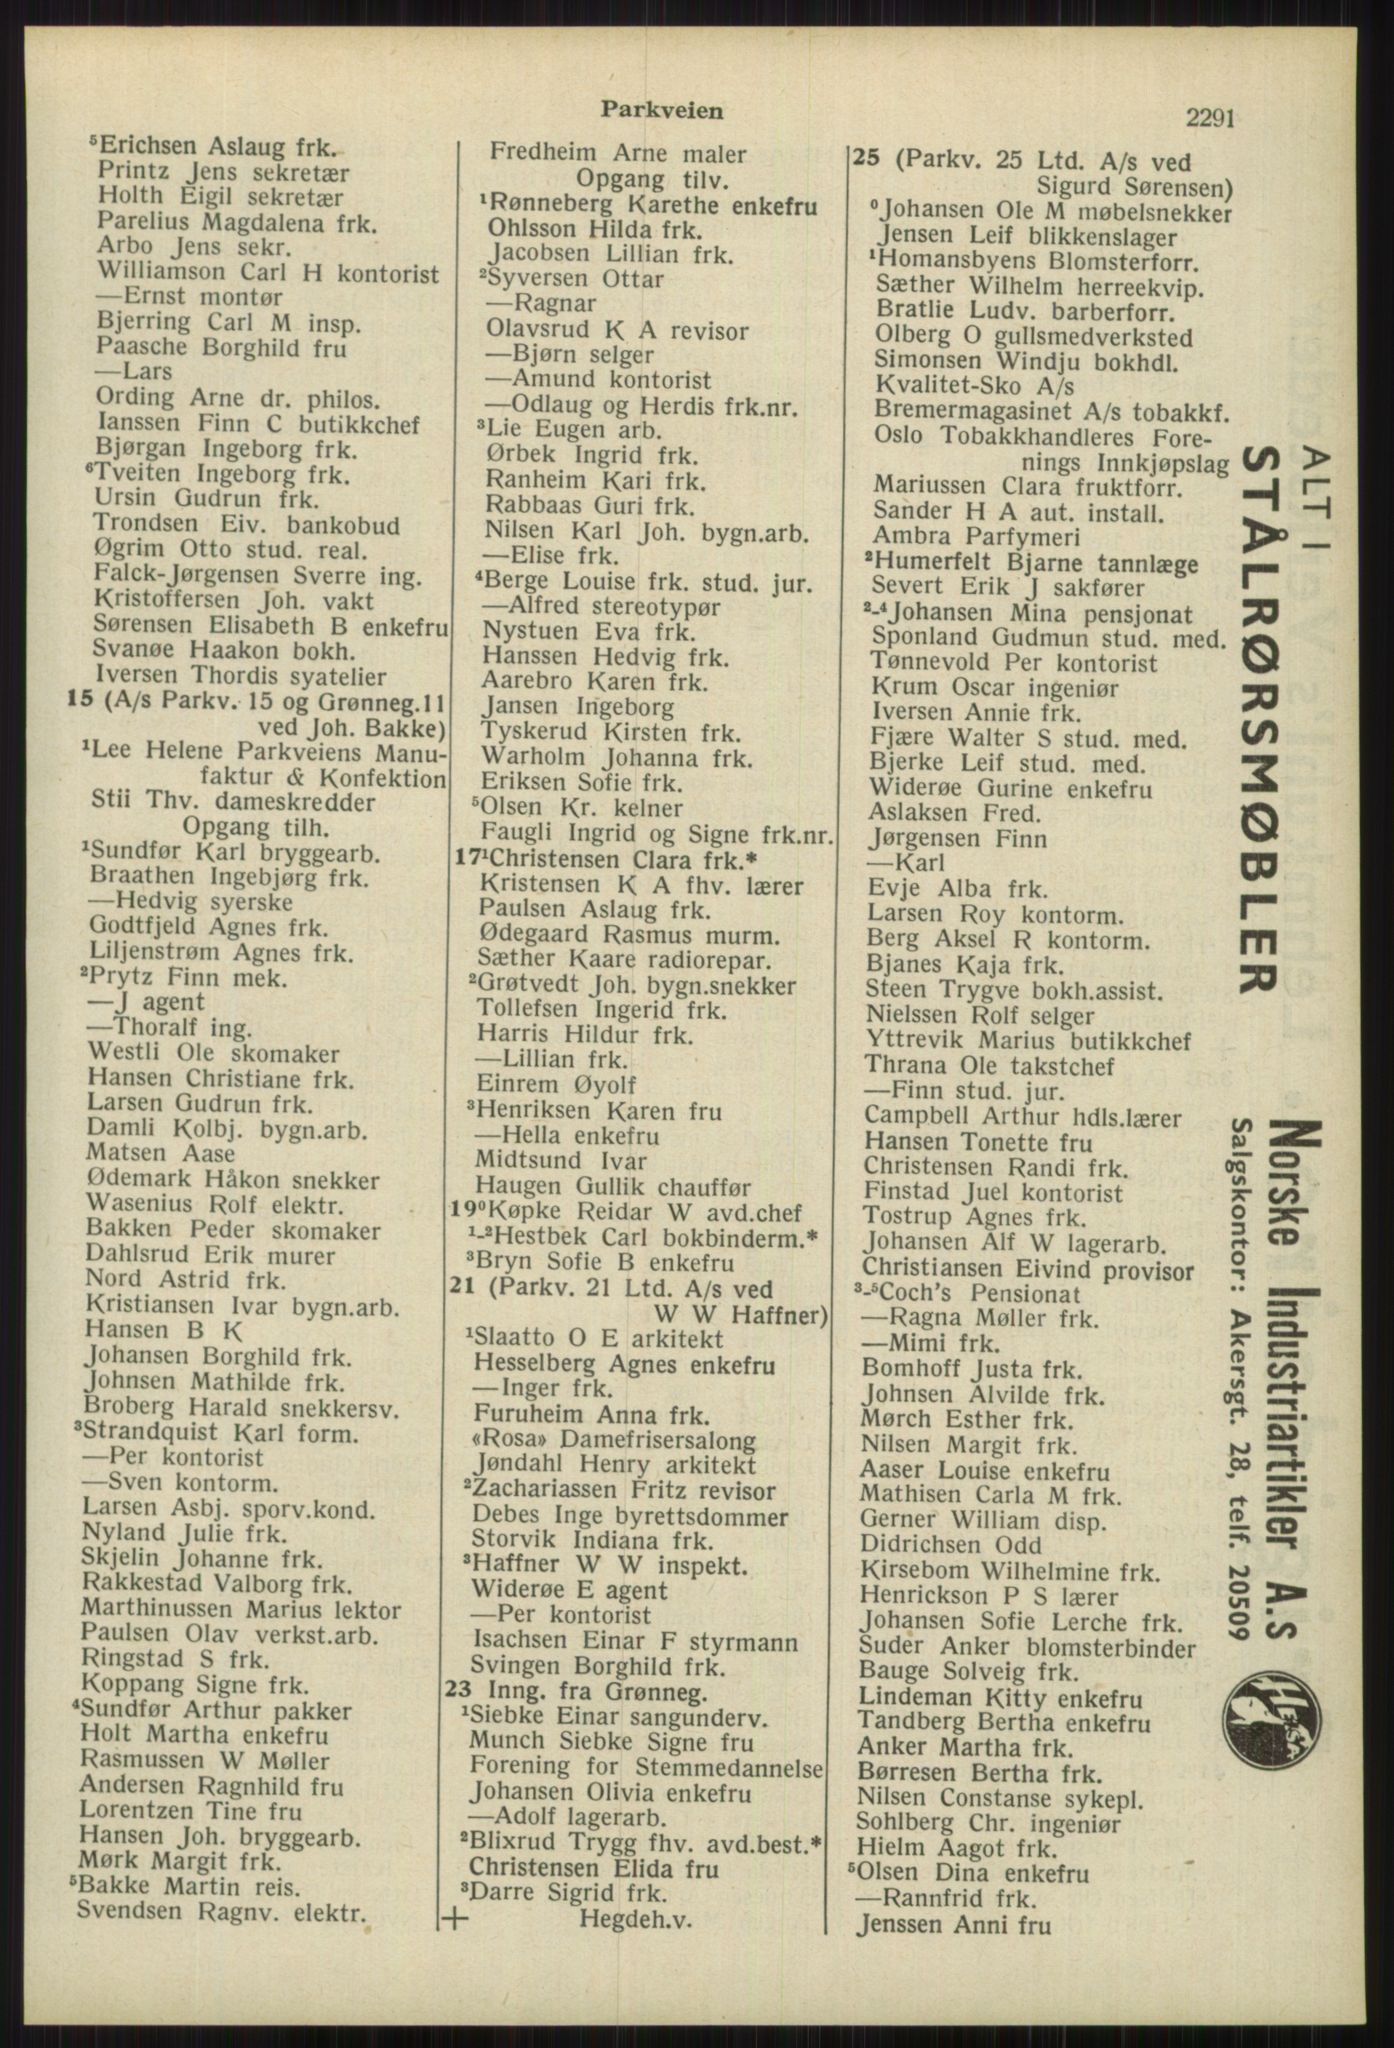 Parkveien
2291
⁵Erichsen Aslaug frk.
Printz Jens sekretær
Holth Eigil sekretær
Parelius Magdalena frk.
Arbo Jens sekr.
Williamson Carl H kontorist
—Ernst montør
Bjerring Carl M insp.
Paasche Borghild fru
—Lars
Ording Arne dr. philos.
Ianssen Finn C butikkchef
Bjørgan Ingeborg frk.
⁶Tveiten Ingeborg frk.
Ursin Gudrun frk.
Trondsen Eiv. bankobud
Øgrim Otto stud. real.
Falck-Jørgensen Sverre ing.
Kristoffersen Joh. vakt
Sørensen Elisabeth B enkefru
Svanøe Haakon bokh.
Iversen Thordis syatelier
15 (A/s Parkv. 15 og Grønneg.11
ved Joh. Bakke)
¹Lee Helene Parkveiens Manu-
faktur & Konfektion
Stii Thv. dameskredder
Opgang tilh.
¹Sundfør Karl bryggearb.
Braathen Ingebjørg frk.
—Hedvig syerske
Godtfjeld Agnes frk.
Liljenstrøm Agnes frk.
²Prytz Finn mek.
—J agent
—Thoralf ing.
Westli Ole skomaker
Hansen Christiane frk.
Larsen Gudrun frk.
Damli Kolbj. bygn.arb.
Matsen Aase
Ødemark Håkon snekker
Wasenius Rolf elektr.
Bakken Peder skomaker
Dahlsrud Erik murer
Nord Astrid frk.
Kristiansen Ivar bygn.arb.
Hansen B K
Johansen Borghild frk.
Johnsen Mathilde frk.
Broberg Harald snekkersv.
³Strandquist Karl form.
—Per kontorist
—Sven kontorm.
Larsen Asbj. sporv.kond.
Nyland Julie frk.
Skjelin Johanne frk.
Rakkestad Valborg frk.
Marthinussen Marius lektor
Paulsen Olav verkst.arb.
Ringstad S frk.
Koppang Signe frk.
⁴Sundfør Arthur pakker
Holt Martha enkefru
Rasmussen W Møller
Andersen Ragnhild fru
Lorentzen Tine fru
Hansen Joh. bryggearb.
Mørk Margit frk.
⁵Bakke Martin reis.
Svendsen Ragnv. elektr.
Fredheim Arne maler
Opgang tilv.
¹Rønneberg Karethe enkefru
Ohlsson Hilda frk.
Jacobsen Lillian frk.
²Syversen Ottar
—Ragnar
Olavsrud K A revisor
—Bjørn selger
—Amund kontorist
—Odlaug og Herdis frk.nr.
³Lie Eugen arb.
Ørbek Ingrid frk.
Ranheim Kari frk.
Rabbaas Guri frk.
Nilsen Karl Joh. bygn.arb.
—Elise frk.
⁴Berge Louise frk. stud. jur.
—Alfred stereotypør
Nystuen Eva frk.
Hanssen Hedvig frk.
Aarebro Karen frk.
Jansen Ingeborg
Tyskerud Kirsten frk.
Warholm Johanna frk.
Eriksen Sofie frk.
⁵Olsen Kr. kelner
Faugli Ingrid og Signe frk.nr.
17¹Christensen Clara frk.*
Kristensen K A fhv. lærer
Paulsen Aslaug frk.
Ødegaard Rasmus murm.
Sæther Kaare radiorepar.
²Grøtvedt Joh. bygn.snekker
Tollefsen Ingerid frk.
Harris Hildur frk.
—Lillian frk.
Einrem Øyolf
³Henriksen Karen fru
—Hella enkefru
Midtsund Ivar
Haugen Gullik chauffør
19⁰Køpke Reidar W avd.chef
¹-²Hestbek Carl bokbinderm.*
³Bryn Sofie B enkefru
21 (Parkv. 21 Ltd. A/s ved
W W Haffner)
¹Slaatto O E arkitekt
Hesselberg Agnes enkefru
—Inger frk.
Furuheim Anna frk.
«Rosa» Damefrisersalong
Jøndahl Henry arkitekt
²Zachariassen Fritz revisor
Debes Inge byrettsdommer
Storvik Indiana frk.
³Haffner W W inspekt.
Widerøe E agent
—Per kontorist
Isachsen Einar F styrmann
Svingen Borghild frk.
23 Inng. fra Grønneg.
¹Siebke Einar sangunderv.
Munch Siebke Signe fru
Forening for Stemmedannelse
Johansen Olivia enkefru
—Adolf lagerarb.
²Blixrud Trygg fhv. avd.best.*
Christensen Elida fru
³Darre Sigrid frk.
+ Hegdeh.v.
25 (Parkv. 25 Ltd. A/s ved
Sigurd Sørensen)
⁰Johansen Ole M møbelsnekker
Jensen Leif blikkenslager
¹Homansbyens Blomsterforr.
Sæther Wilhelm herreekvip.
Bratlie Ludv. barberforr.
Olberg O gullsmedverksted
Simonsen Windju bokhdl.
Kvalitet-Sko A/s
Bremermagasinet A/s tobakkf.
Oslo Tobakkhandleres Fore-
nings Innkjøpslag
Mariussen Clara fruktforr.
Sander H A aut. install.
Ambra Parfymeri
²Humerfelt Bjarne tannlæge
Severt Erik J sakfører
²-⁴Johansen Mina pensjonat
Sponland Gudmun stud. med.
Tønnevold Per kontorist
Krum Oscar ingeniør
Iversen Annie frk.
Fjære Walter S stud. med.
Bjerke Leif stud. med.
Widerøe Gurine enkefru
Aslaksen Fred.
Jørgensen Finn
—Karl
Evje Alba frk.
Larsen Roy kontorm.
Berg Aksel R kontorm.
Bjanes Kaja frk.
Steen Trygve bokh.assist.
Nielssen Rolf selger
Yttrevik Marius butikkchef
Thrana Ole takstchef
—Finn stud. jur.
Campbell Arthur hdls.lærer
Hansen Tonette fru
Christensen Randi frk.
Finstad Juel kontorist
Tostrup Agnes frk.
Johansen Alf W lagerarb.
Christiansen Eivind provisor
³-⁵Coch's Pensionat
—Ragna Møller frk.
—Mimi frk.
Bomhoff Justa frk.
Johnsen Alvilde frk.
Mørch Esther frk.
Nilsen Margit frk.
Aaser Louise enkefru
Mathisen Carla M frk.
Gerner William disp.
Didrichsen Odd
Kirsebom Wilhelmine frk.
Henrickson P S lærer
Johansen Sofie Lerche frk.
Suder Anker blomsterbinder
Bauge Solveig frk.
Lindeman Kitty enkefru
Tandberg Bertha enkefru
Anker Martha frk.
Børresen Bertha frk.
Nilsen Constanse sykepl.
Sohlberg Chr. ingeniør
Hielm Aagot frk.
⁵Olsen Dina enkefru
—Rannfrid frk.
Jenssen Anni fru
ALT I
STÅLRØRSMØBLER
NORSKE INDUSTRIARTIKLER A.S
Salgskontor: Akersgt. 28, telf. 20509